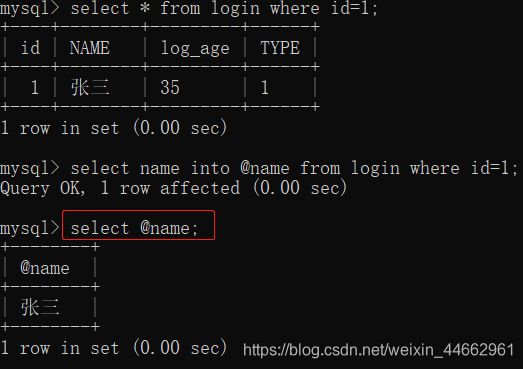 mysql> select * from login where id=1;
+----+--------+---------+------+
| id | NAME   | log_age | TYPE |
+----+--------+---------+------+
|  1 | 张三   | 35      | 1    |
+----+--------+---------+------+
1 row in set (0.00 sec)
mysql> select name into @name from login where id=1;
Query OK, 1 row affected (0.00 sec)
mysql> select @name;
+--------+
| @name  |
+--------+
| 张三   |
+--------+
1 row in set (0.00 sec)
https://blog.csdn.net/weixin_44662961